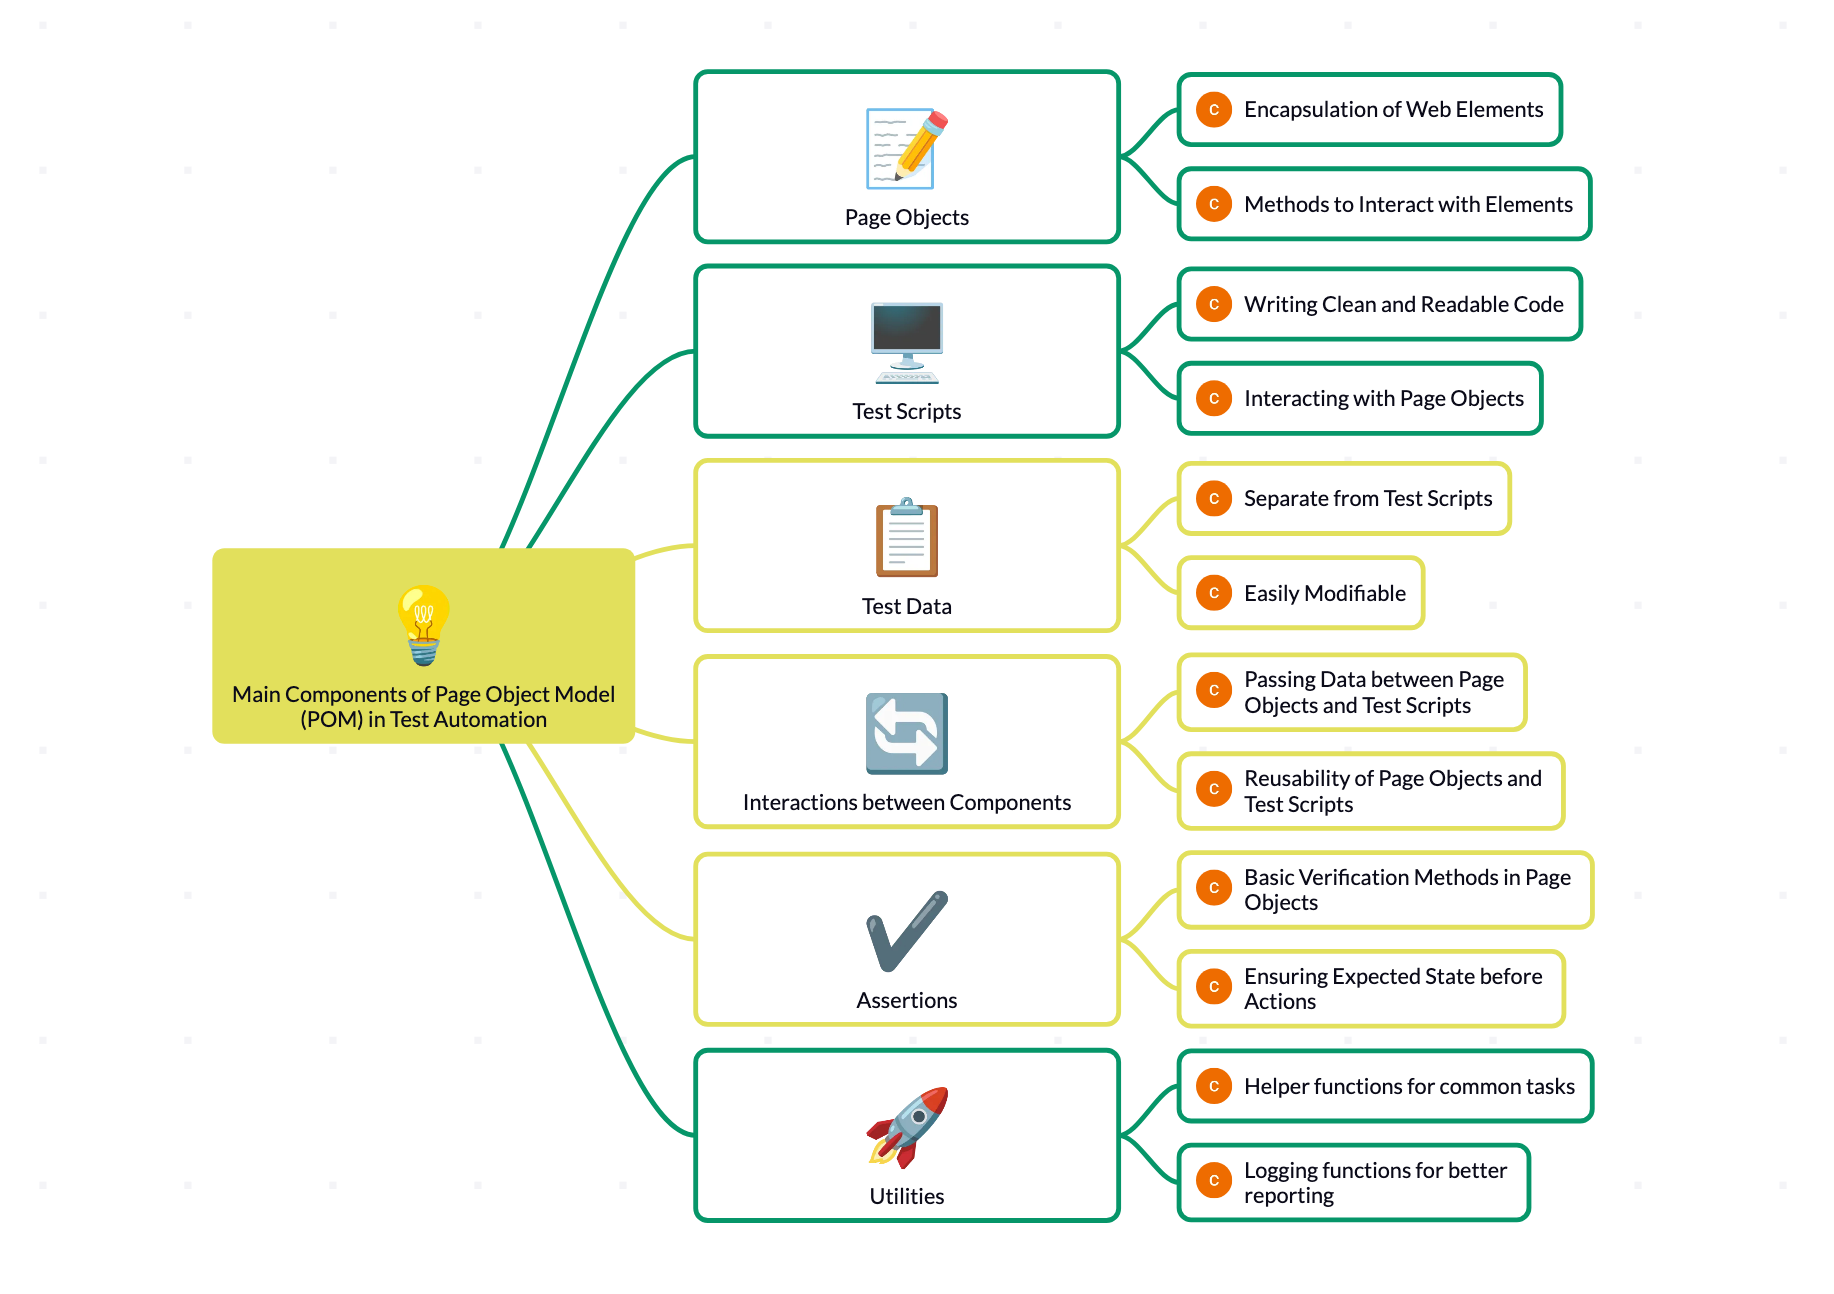 Main Components of Page Object Model
(POM) in Test Automation
Page Objects
C Encapsulation of Web Elements
C Methods to Interact with Elements
Test Scripts
C Writing Clean and Readable Code
C Interacting with Page Objects
Test Data
C Separate from Test Scripts
C Easily Modifiable
Interactions between Components
C Passing Data between Page
Objects and Test Scripts
C Reusability of Page Objects and
Test Scripts
Assertions
C Basic Verification Methods in Page
Objects
C Ensuring Expected State before
Actions
Utilities
C Helper functions for common tasks
C Logging functions for better
reporting